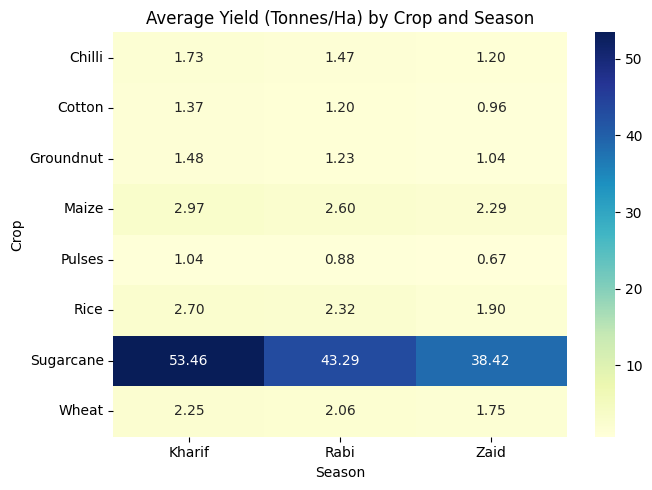 Average Yield (Tonnes/Ha) by Crop and Season
Crop
Chilli 1.73 1.47 1.20
Cotton 1.37 1.20 0.96
Groundnut 1.48 1.23 1.04
Maize 2.97 2.60 2.29
Pulses 1.04 0.88 0.67
Rice 2.70 2.32 1.90
Sugarcane 53.46 43.29 38.42
Wheat 2.25 2.06 1.75
Kharif Rabi Zaid
Season
50
40
30
20
10